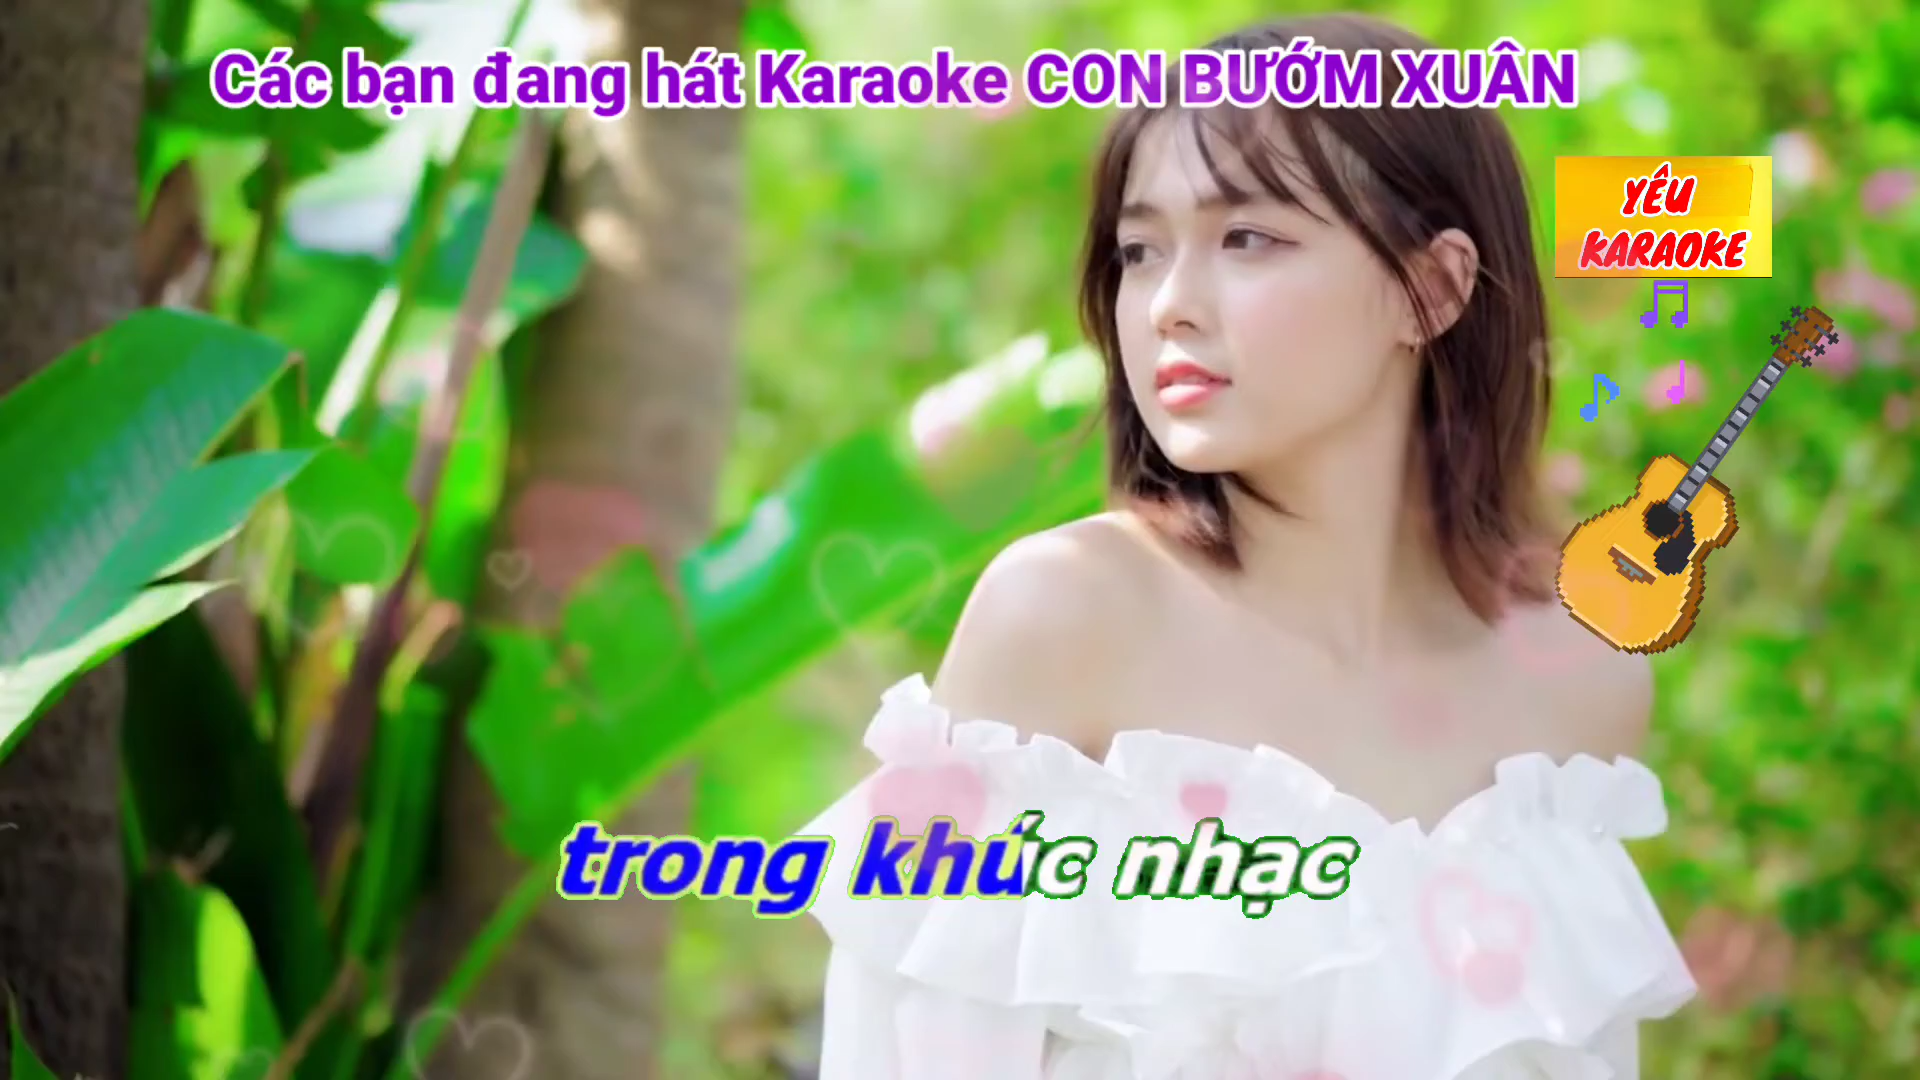 Các bạn đang hát Karaoke CON BƯỚM XUÂN
YÊU
KARAOKE
trong khúc nhạc